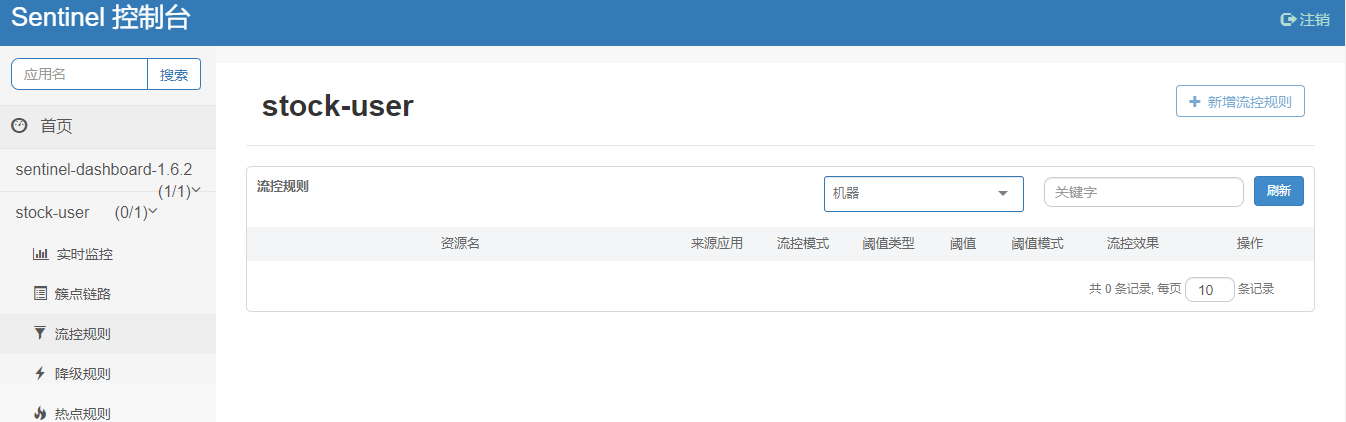 Sentinel 控制台
注销
应用名
搜索
首页
sentinel-dashboard-1.6.2
(1/1)
stock-user (0/1)
实时监控
簇点链路
流控规则
降级规则
热点规则
stock-user
新增流控规则
流控规则
机器
关键字
刷新
资源名 来源应用 流控模式 阈值类型 阈值 阈值模式 流控效果 操作
共 0 条记录, 每页 10 条记录